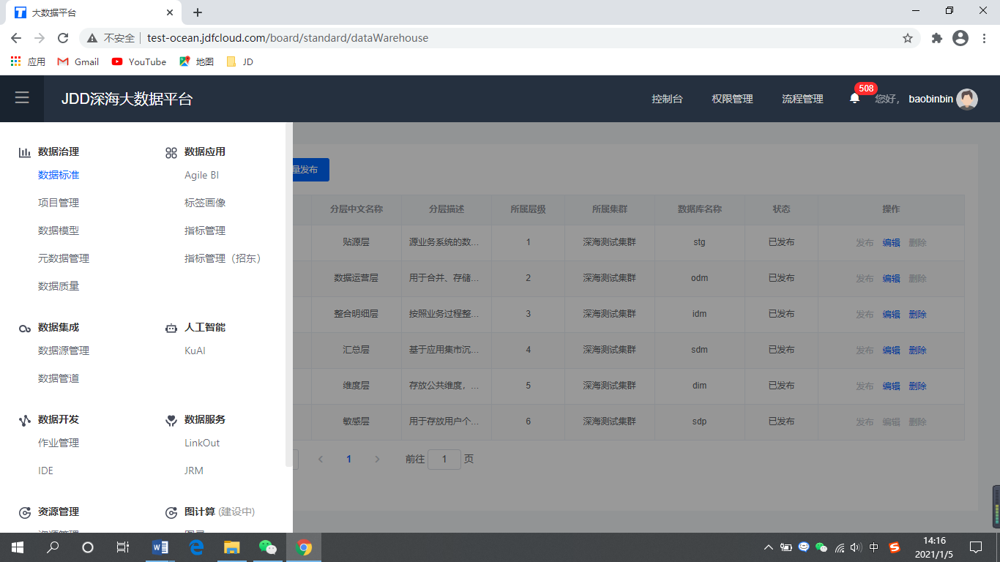 大数据平台
不安全 test-ocean.jdfcloud.com/board/standard/dataWarehouse
应用 Gmail YouTube 地图 JD
JDD深海大数据平台 控制台 权限管理 流程管理 508 您好, baobinbin
数据治理 数据应用
数据标准 Agile BI
项目管理 标签画像
数据模型 指标管理
元数据管理 指标管理（招东）
数据质量
数据集成 人工智能
数据源管理 KuAI
数据管道
数据开发 数据服务
作业管理 LinkOut
IDE JRM
资源管理 图计算 (建设中)
量发布
分层中文名称 分层描述 所属层级 所属集群 数据库名称 状态 操作
贴源层 源业务系统的数... 1 深海测试集群 stg 已发布 发布 编辑 删除
数据运营层 用于合并、存储... 2 深海测试集群 odm 已发布 发布 编辑 删除
整合明细层 按照业务过程整... 3 深海测试集群 idm 已发布 发布 编辑 删除
汇总层 基于应用集市沉... 4 深海测试集群 sdm 已发布 发布 编辑 删除
维度层 存放公共维度，... 5 深海测试集群 dim 已发布 发布 编辑 删除
敏感层 用于存放用户个... 6 深海测试集群 sdp 已发布 发布 编辑 删除
1 前往 1 页
中 14:16
2021/1/5